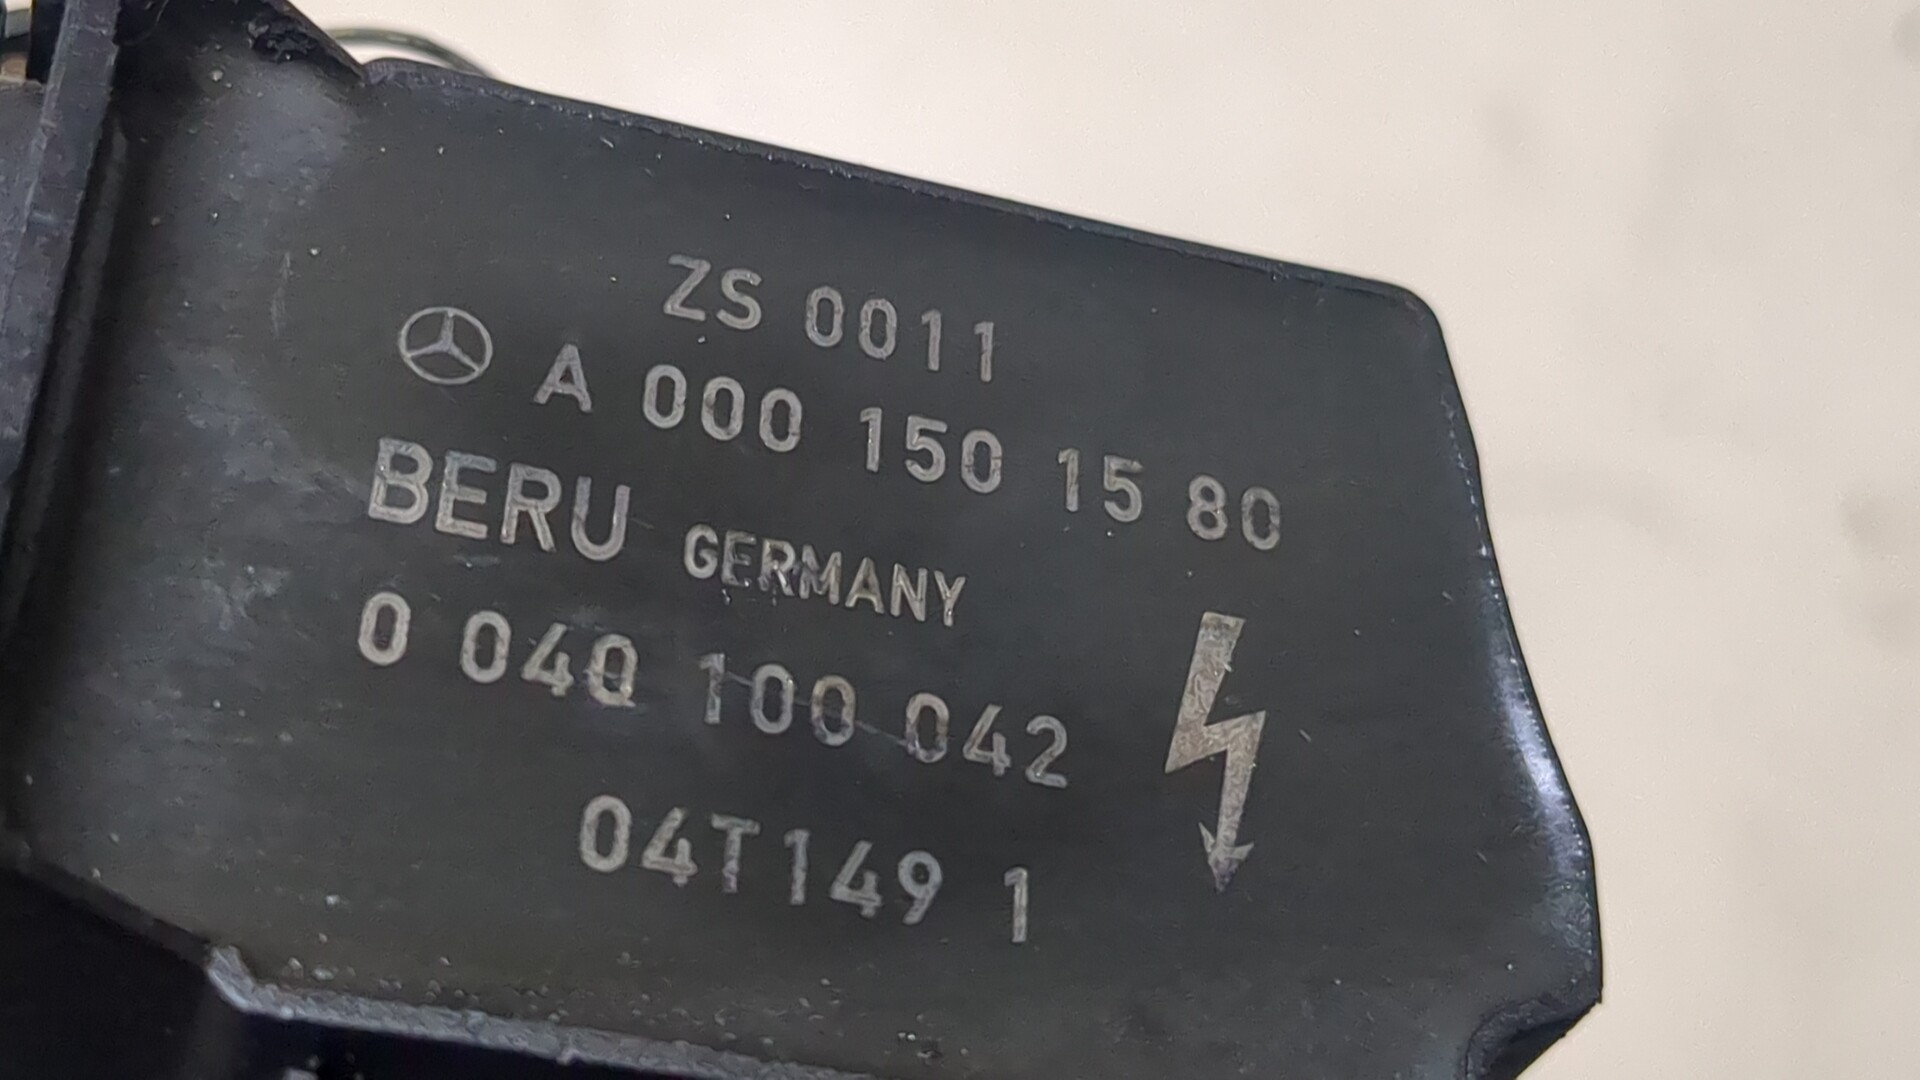 ZS 0011
A 000 150 15 80
BERU GERMANY
0 040 100 042
04T149 1